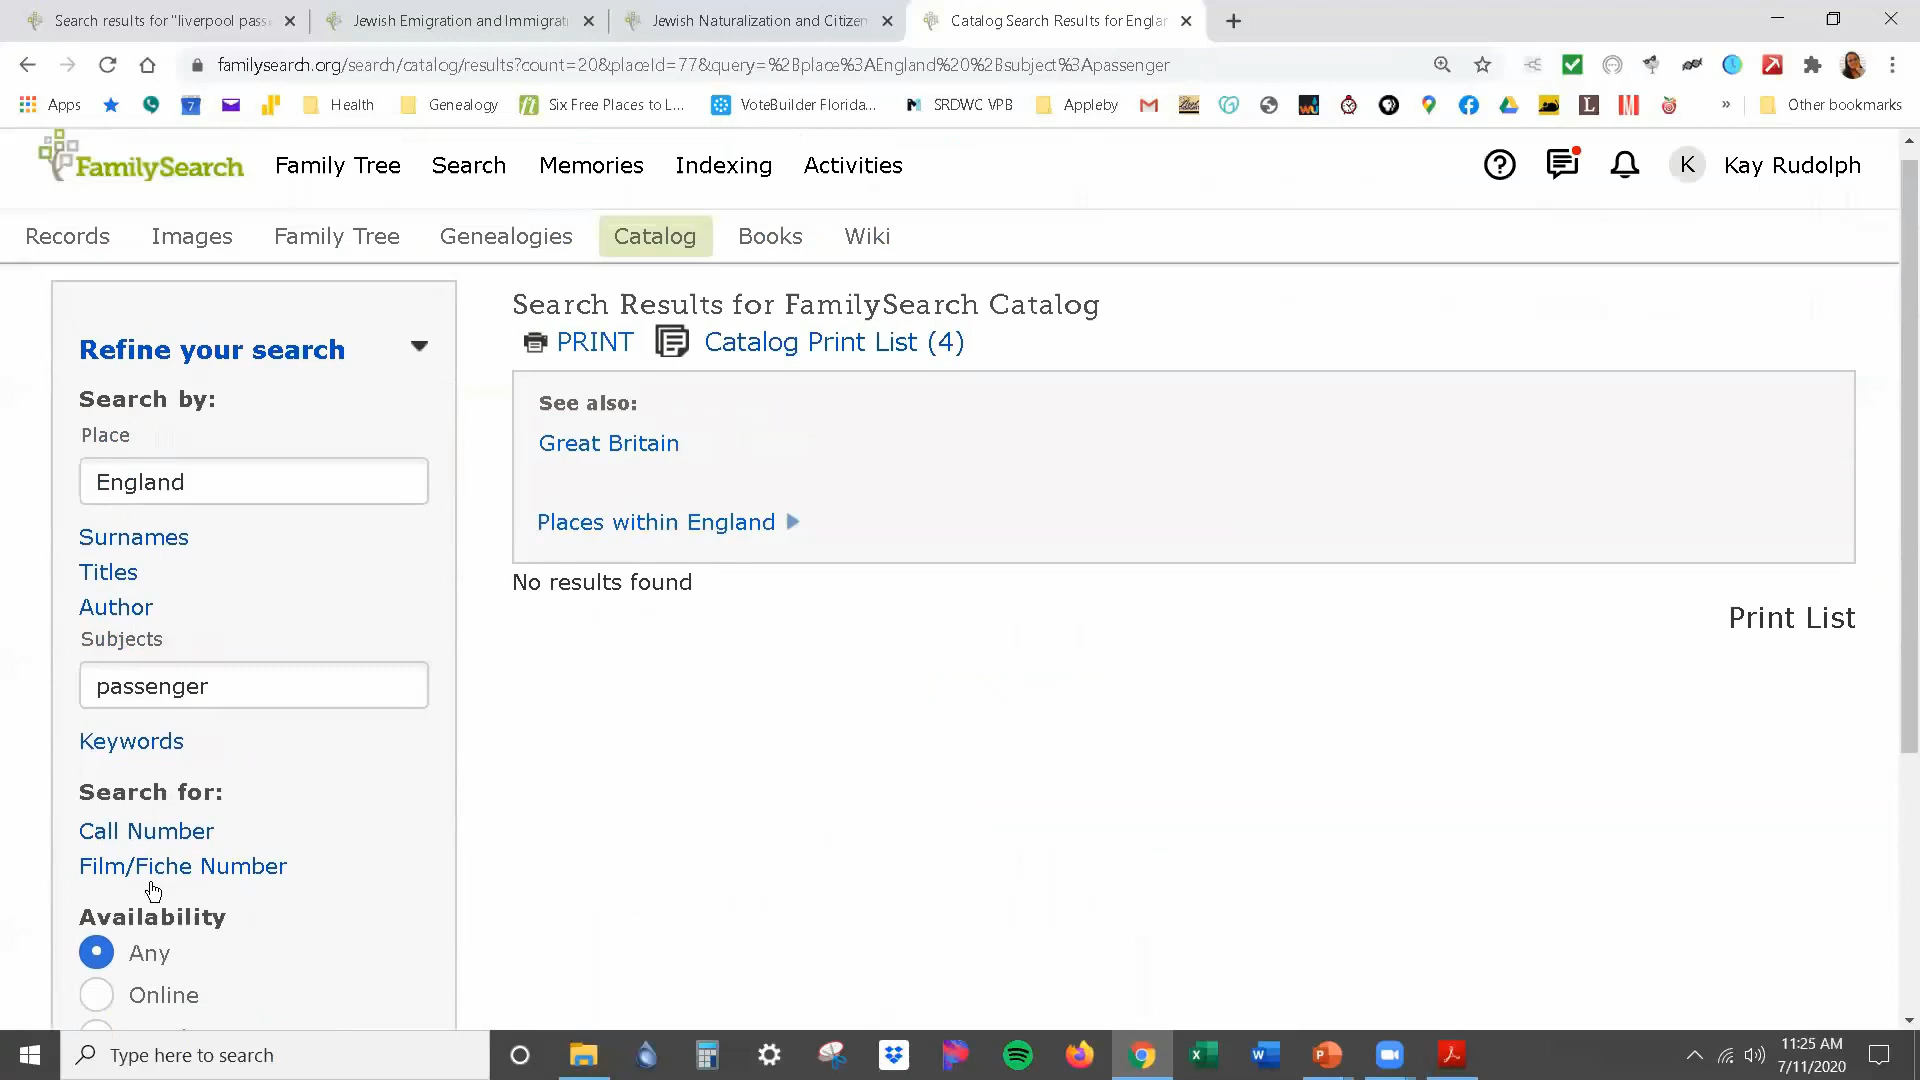 Search results for "liverpool pass
Jewish Emigration and Immigrat
Jewish Naturalization and Citizen
Catalog Search Results for Englan
familysearch.org/search/catalog/results?count=20&placeId=77&query=%2Bplace%3AEngland%20%2Bsubject%3Apassenger
Apps
Health
Genealogy
Six Free Places to L...
VoteBuilder Florida...
SRDWC VPB
Appleby
»
Other bookmarks
FamilySearch
Family Tree
Search
Memories
Indexing
Activities
K
Kay Rudolph
Records
Images
Family Tree
Genealogies
Catalog
Books
Wiki
Refine your search
Search by:
Place
England
Surnames
Titles
Author
Subjects
passenger
Keywords
Search for:
Call Number
Film/Fiche Number
Availability
Any
Online
Search Results for FamilySearch Catalog
PRINT
Catalog Print List (4)
See also:
Great Britain
Places within England
No results found
Print List
Type here to search
11:25 AM
7/11/2020